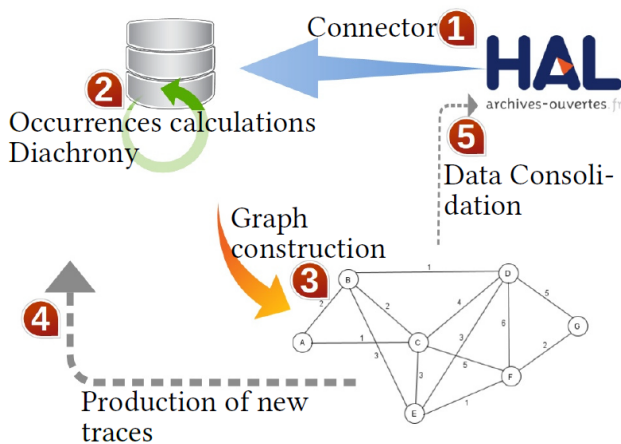 Connector 1
HAL
archives-ouvertes.fr
2
Occurrences calculations
Diachrony
5
Data Consoli-
dation
Graph
construction
3
B
1
D
2
2
4
5
A
1
C
3
6
G
3
3
5
2
F
E
1
4
Production of new
traces